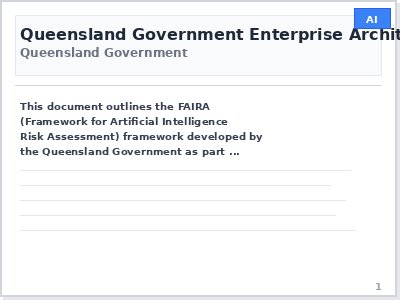 AI
Queensland Government Enterprise Archit
Queensland Government
This document outlines the FAIRA
(Framework for Artificial Intelligence
Risk Assessment) framework developed by
the Queensland Government as part ...
1